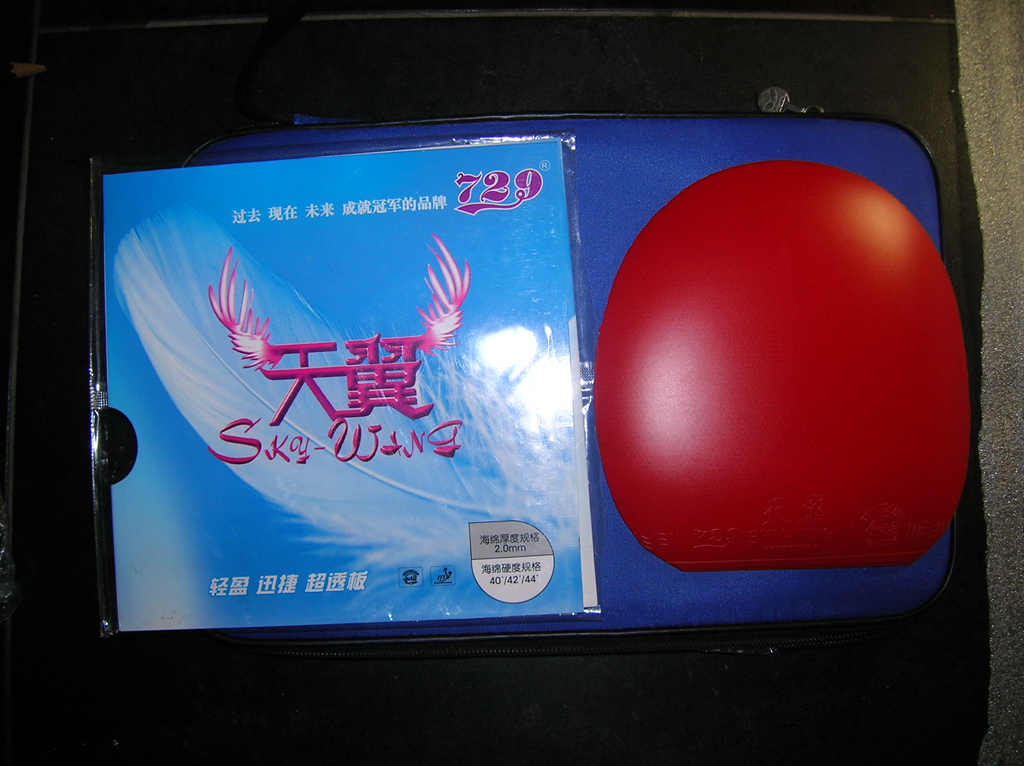 729®
过去 现在 未来 成就冠军的品牌
天翼
SKY-WING
海绵厚度规格
2.0mm
海绵硬度规格
40°/42°/44°
轻盈 迅捷 超透板
729